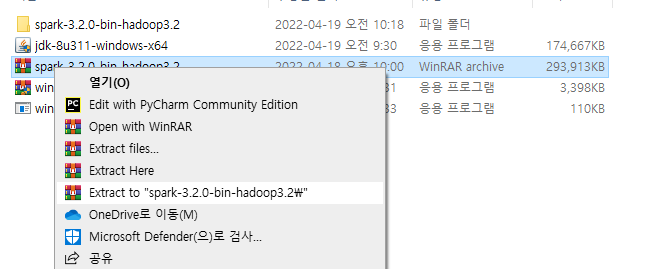 spark-3.2.0-bin-hadoop3.2 2022-04-19 오전 10:18 파일 폴더
jdk-8u311-windows-x64 2022-04-19 오전 9:30 응용 프로그램 174,667KB
spark-3.2.0-bin-hadoop3.2 2022-04-18 오후 10:00 WinRAR archive 293,913KB
win 31 응용 프로그램 3,398KB
win 33 응용 프로그램 110KB
열기(O)
Edit with PyCharm Community Edition
Open with WinRAR
Extract files...
Extract Here
Extract to "spark-3.2.0-bin-hadoop3.2₩"
OneDrive로 이동(M)
Microsoft Defender(으)로 검사...
공유